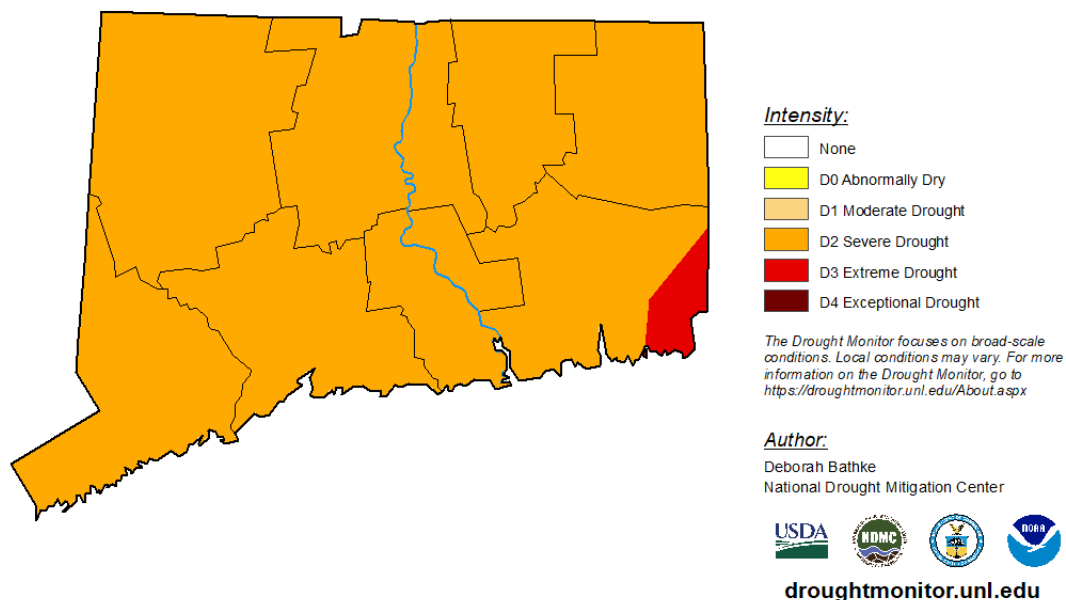 Intensity:
None
D0 Abnormally Dry
D1 Moderate Drought
D2 Severe Drought
D3 Extreme Drought
D4 Exceptional Drought
The Drought Monitor focuses on broad-scale
conditions. Local conditions may vary. For more
information on the Drought Monitor, go to
https://droughtmonitor.unl.edu/About.aspx
Author:
Deborah Bathke
National Drought Mitigation Center
USDA
NDMC
NOAA
droughtmonitor.unl.edu